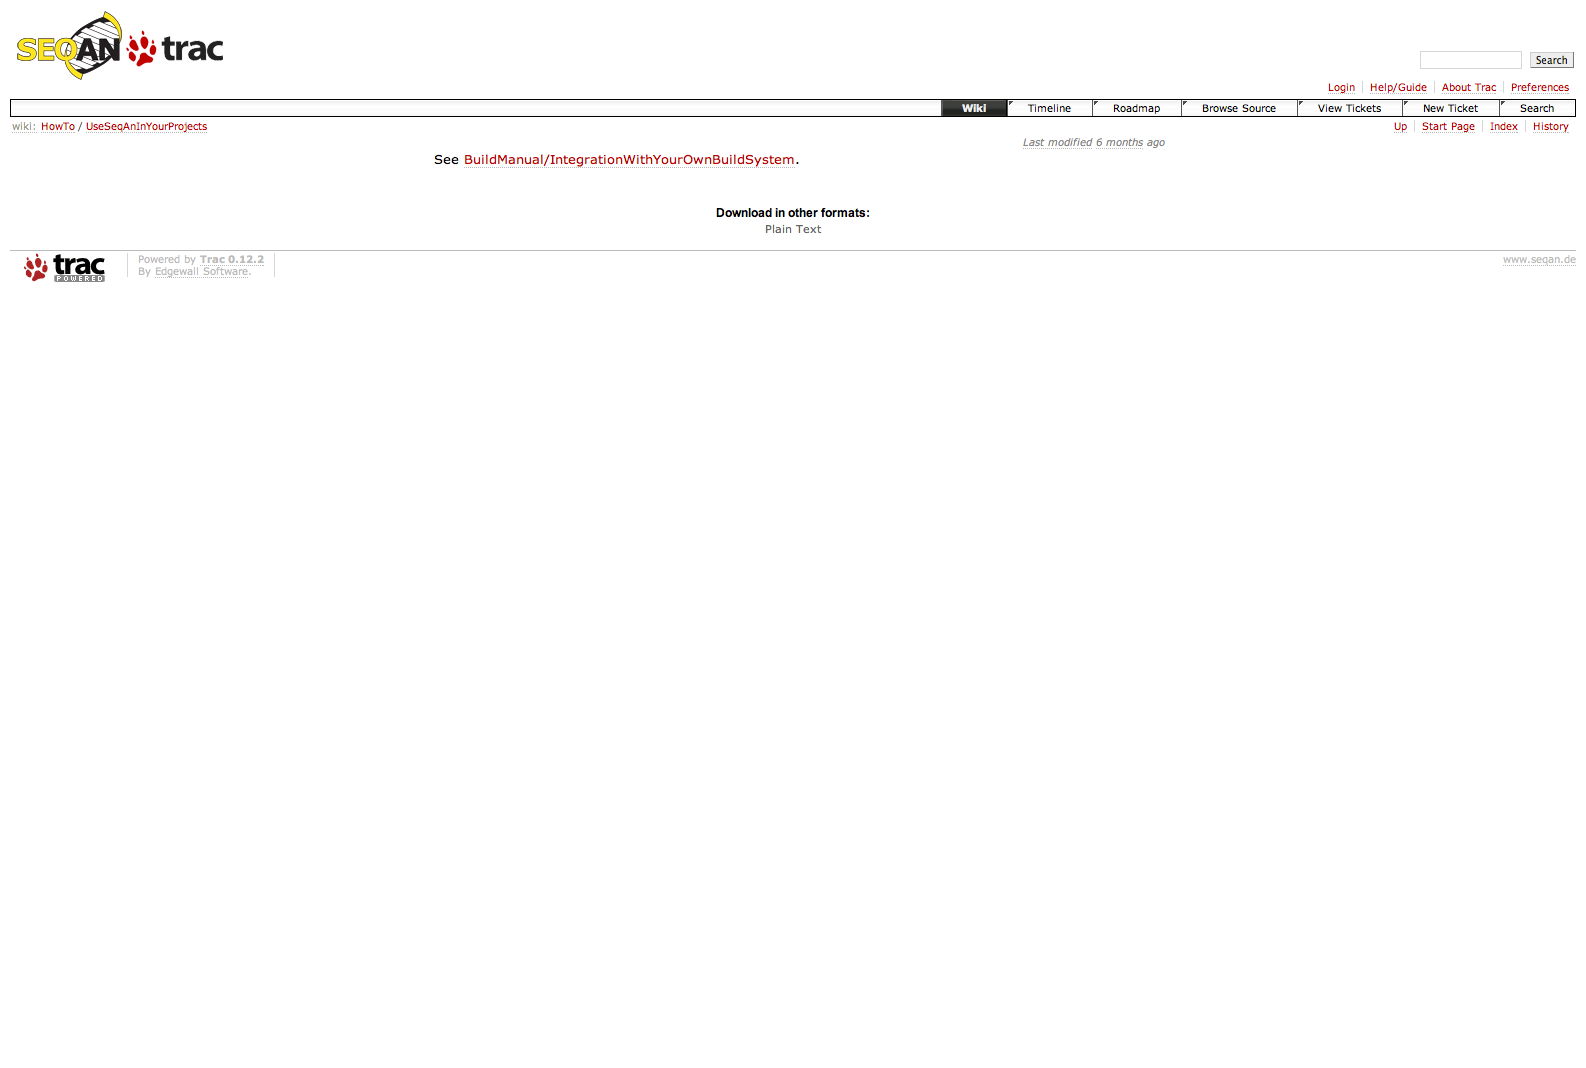 SEQAN trac
Search
Login Help/Guide About Trac Preferences
Wiki Timeline Roadmap Browse Source View Tickets New Ticket Search
wiki: HowTo / UseSeqAnInYourProjects
Up Start Page Index History
Last modified 6 months ago
See BuildManual/IntegrationWithYourOwnBuildSystem.
Download in other formats:
Plain Text
trac POWERED
Powered by Trac 0.12.2
By Edgewall Software.
www.seqan.de